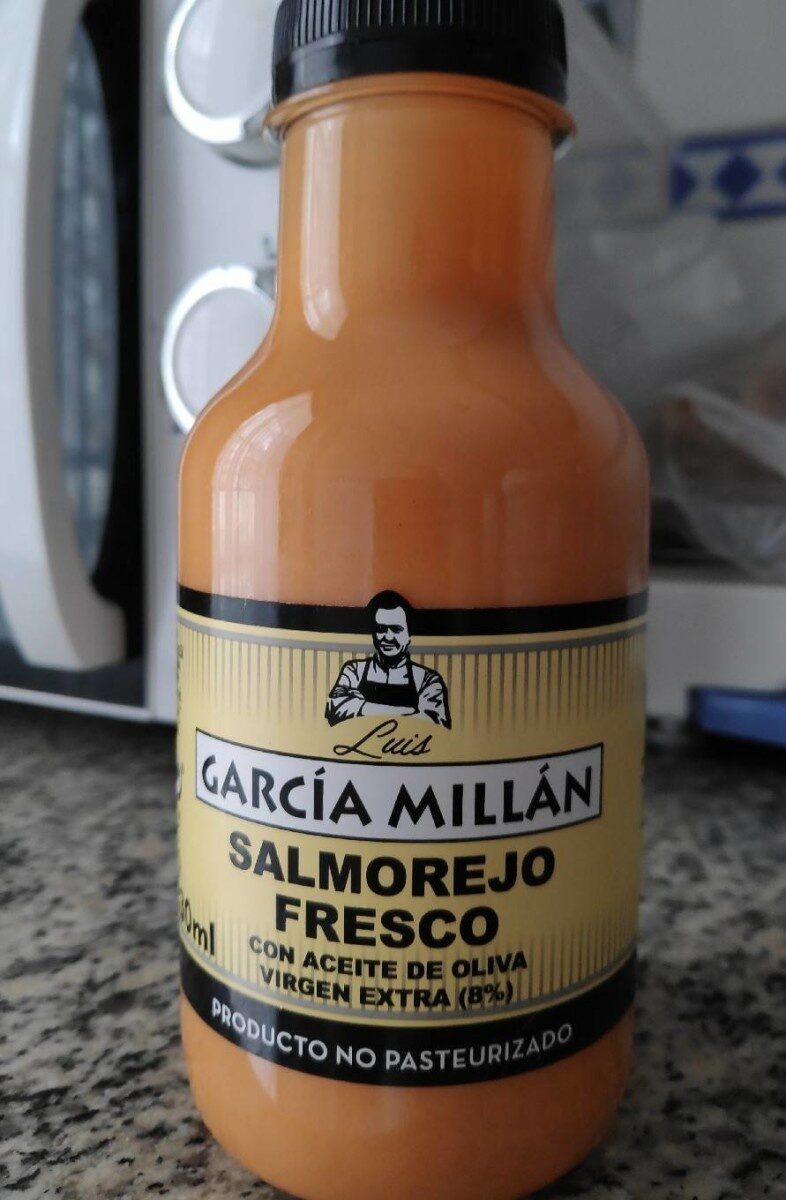 Luis
GARCÍA MILLÁN
SALMOREJO
FRESCO
CON ACEITE DE OLIVA
VIRGEN EXTRA (8%)
PRODUCTO NO PASTEURIZADO